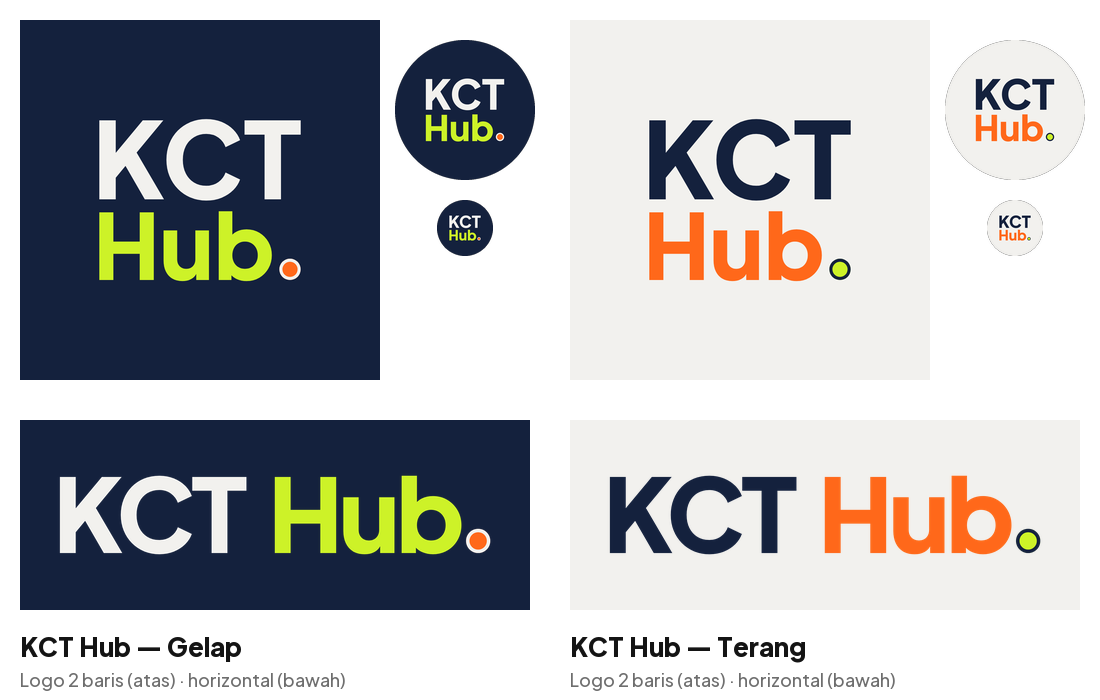 KCT
Hub.
KCT
Hub.
KCT
Hub.
KCT
Hub.
KCT
Hub.
KCT
Hub.
KCT Hub.
KCT Hub.
KCT Hub — Gelap
Logo 2 baris (atas) · horizontal (bawah)
KCT Hub — Terang
Logo 2 baris (atas) · horizontal (bawah)